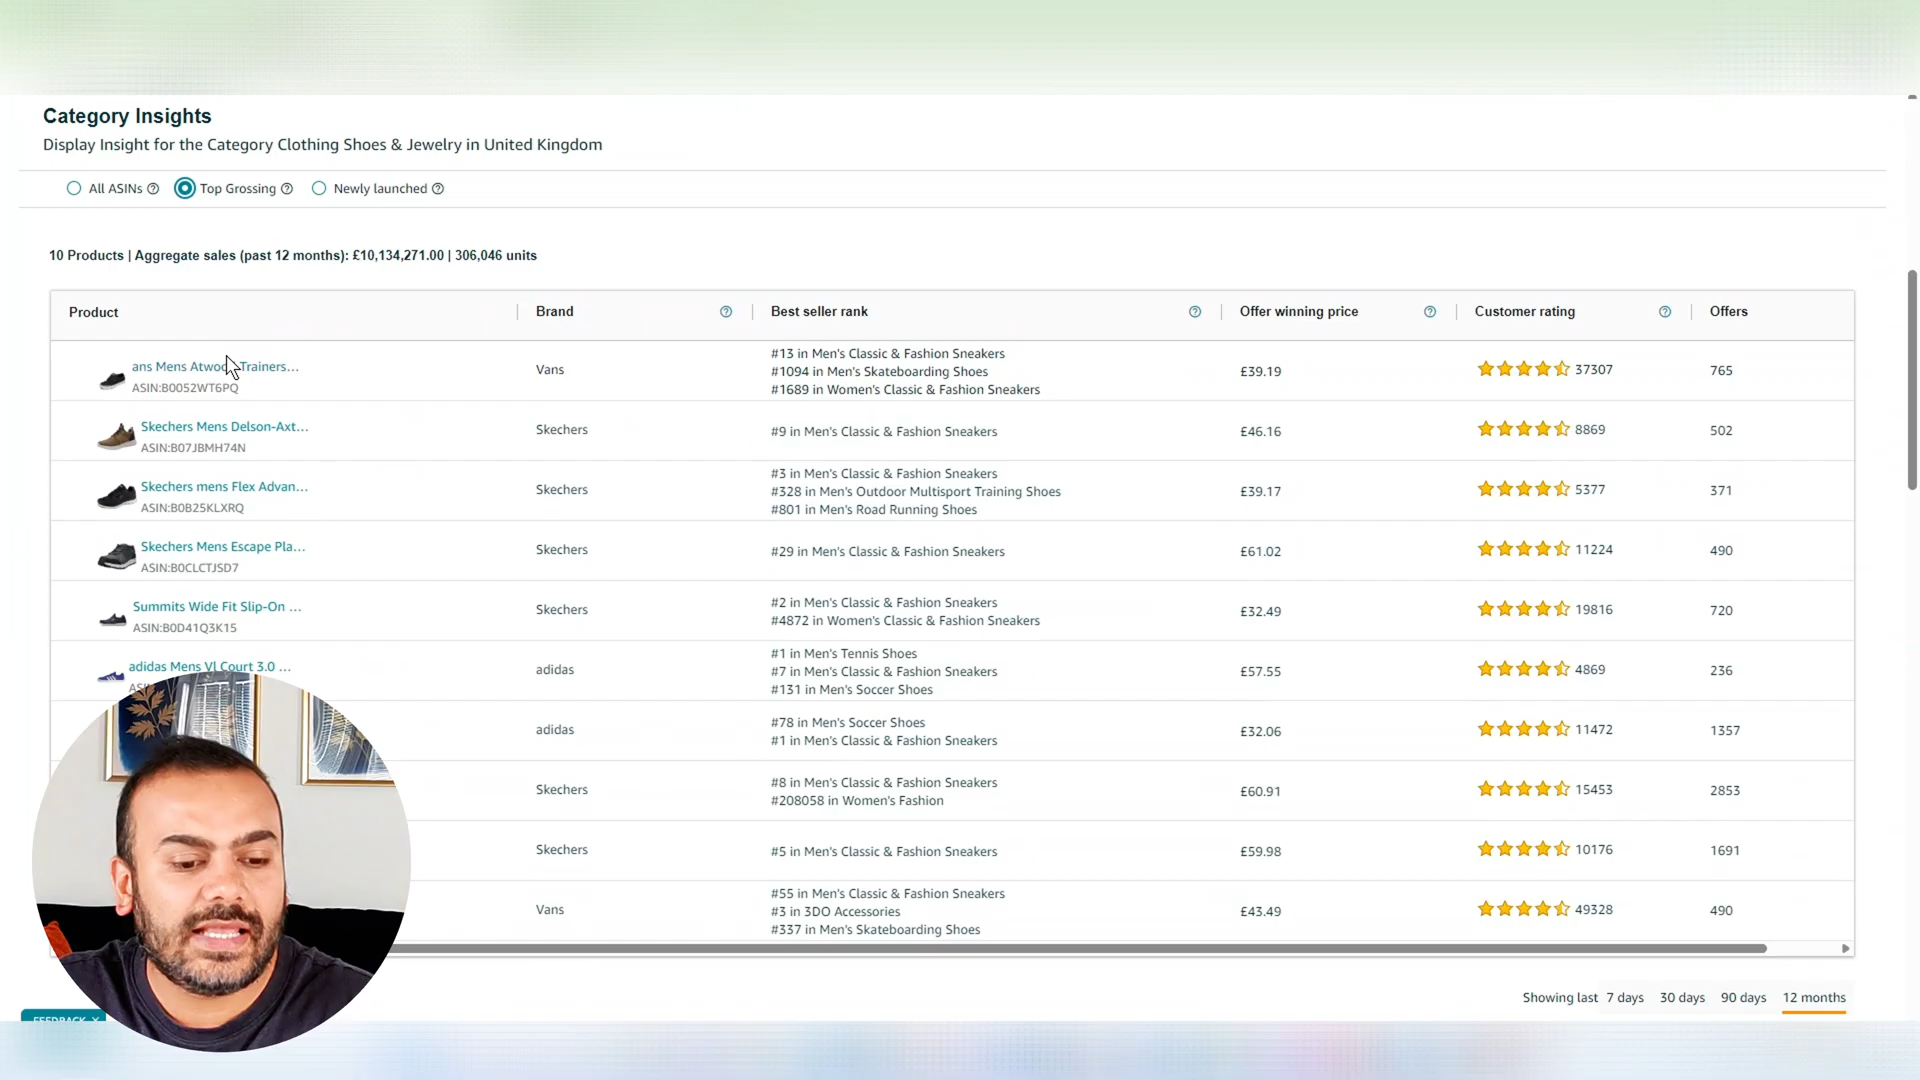 Category Insights
Display Insight for the Category Clothing Shoes & Jewelry in United Kingdom
All ASINs Top Grossing Newly launched
10 Products | Aggregate sales (past 12 months): £10,134,271.00 | 306,046 units
Product Brand Best seller rank Offer winning price Customer rating Offers
ans Mens Atwood Trainers...
ASIN:B0052WT6PQ
Vans
#13 in Men's Classic & Fashion Sneakers
#1094 in Men's Skateboarding Shoes
#1689 in Women's Classic & Fashion Sneakers
£39.19
37307
765
Skechers Mens Delson-Axt...
ASIN:B07JBMH74N
Skechers
#9 in Men's Classic & Fashion Sneakers
£46.16
8869
502
Skechers mens Flex Advan...
ASIN:B0B25KLXRQ
Skechers
#3 in Men's Classic & Fashion Sneakers
#328 in Men's Outdoor Multisport Training Shoes
#801 in Men's Road Running Shoes
£39.17
5377
371
Skechers Mens Escape Pla...
ASIN:B0CLCTJSD7
Skechers
#29 in Men's Classic & Fashion Sneakers
£61.02
11224
490
Summits Wide Fit Slip-On ...
ASIN:B0D41Q3K15
Skechers
#2 in Men's Classic & Fashion Sneakers
#4872 in Women's Classic & Fashion Sneakers
£32.49
19816
720
adidas Mens Vl Court 3.0 ...
adidas
#1 in Men's Tennis Shoes
#7 in Men's Classic & Fashion Sneakers
#131 in Men's Soccer Shoes
£57.55
4869
236
adidas
#78 in Men's Soccer Shoes
#1 in Men's Classic & Fashion Sneakers
£32.06
11472
1357
Skechers
#8 in Men's Classic & Fashion Sneakers
#208058 in Women's Fashion
£60.91
15453
2853
Skechers
#5 in Men's Classic & Fashion Sneakers
£59.98
10176
1691
Vans
#55 in Men's Classic & Fashion Sneakers
#3 in 3DO Accessories
#337 in Men's Skateboarding Shoes
£43.49
49328
490
Showing last 7 days 30 days 90 days 12 months
FEEDBACK